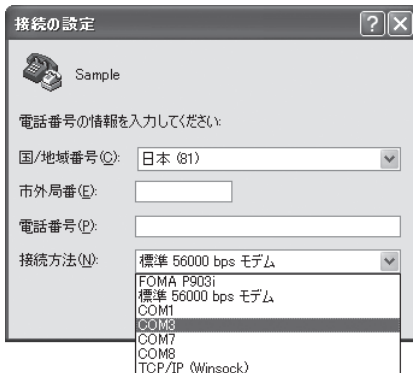 接続の設定
Sample
電話番号の情報を入力してください:
国/地域番号(C): 日本 (81)
市外局番(E):
電話番号(P):
接続方法(N): 標準 56000 bps モデム
FOMA P903i
標準 56000 bps モデム
COM1
COM3
COM7
COM8
TCP/IP (Winsock)